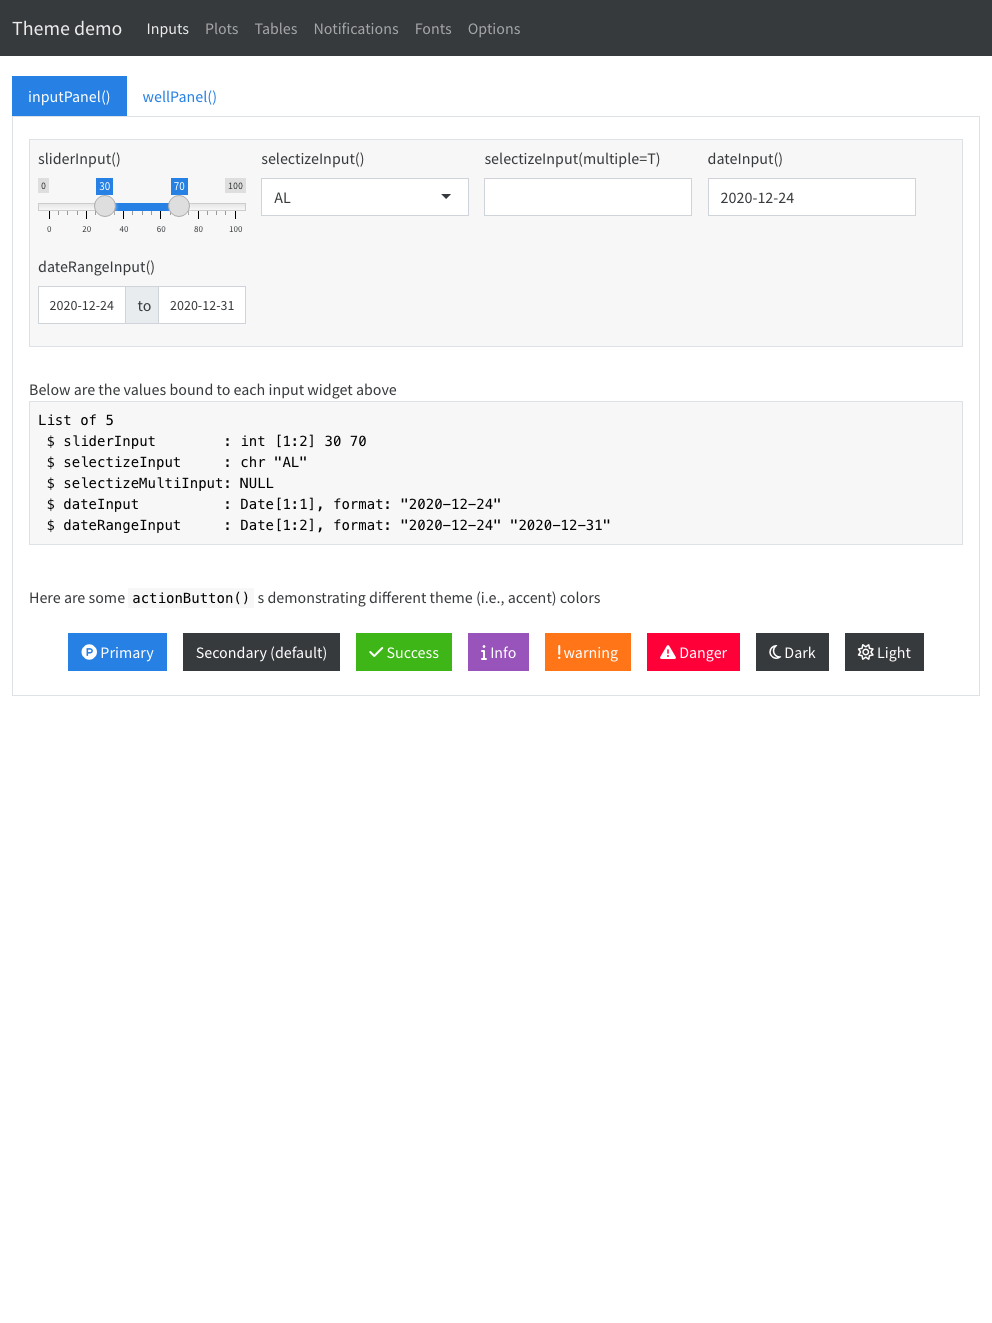 Theme demo Inputs Plots Tables Notifications Fonts Options
inputPanel() wellPanel()
sliderInput() selectizeInput() selectizeInput(multiple=T) dateInput()
0 30 70 100
AL 2020-12-24
0 20 40 60 80 100
dateRangeInput()
2020-12-24 to 2020-12-31
Below are the values bound to each input widget above
List of 5
$ sliderInput : int [1:2] 30 70
$ selectizeInput : chr "AL"
$ selectizeMultiInput: NULL
$ dateInput : Date[1:1], format: "2020-12-24"
$ dateRangeInput : Date[1:2], format: "2020-12-24" "2020-12-31"
Here are some actionButton() s demonstrating different theme (i.e., accent) colors
Primary Secondary (default) Success Info warning Danger Dark Light